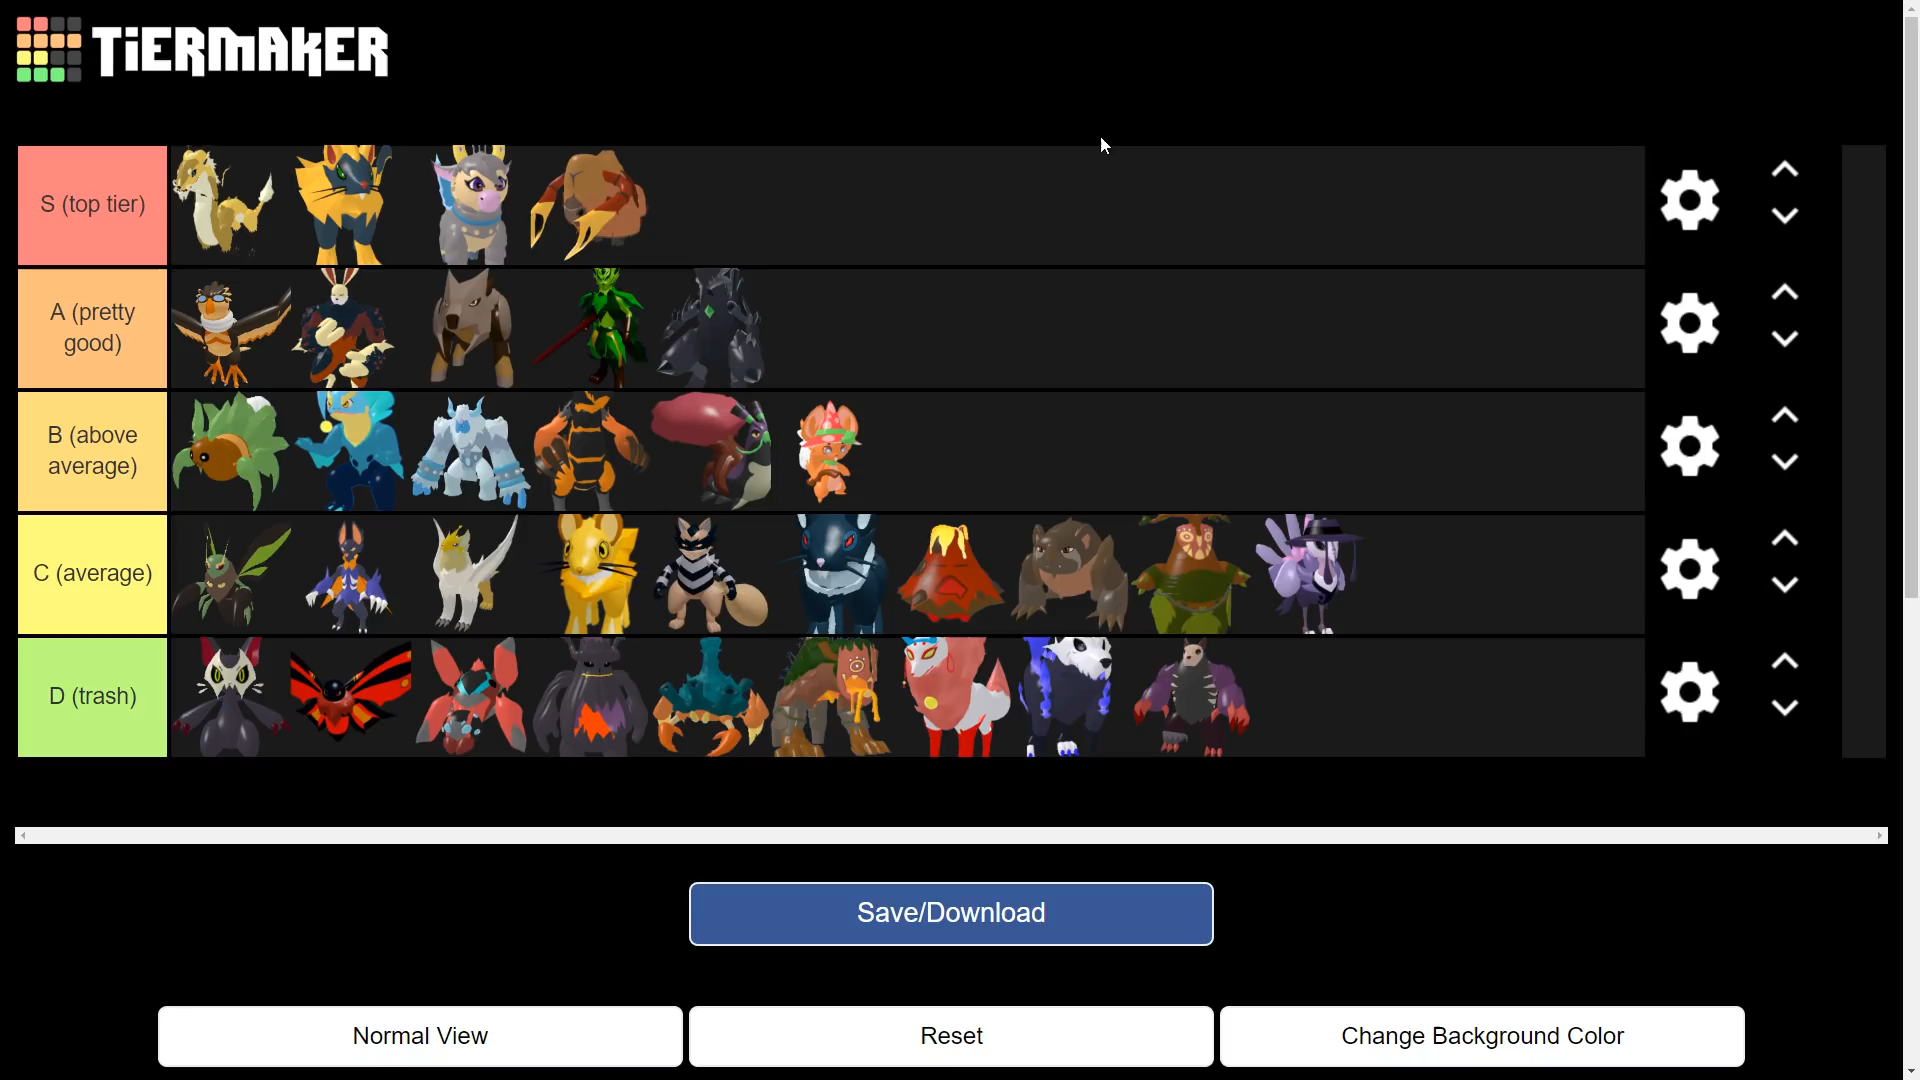 TiERMAKER
S (top tier)
A (pretty
good)
B (above
average)
C (average)
D (trash)
Save/Download
Normal View
Reset
Change Background Color